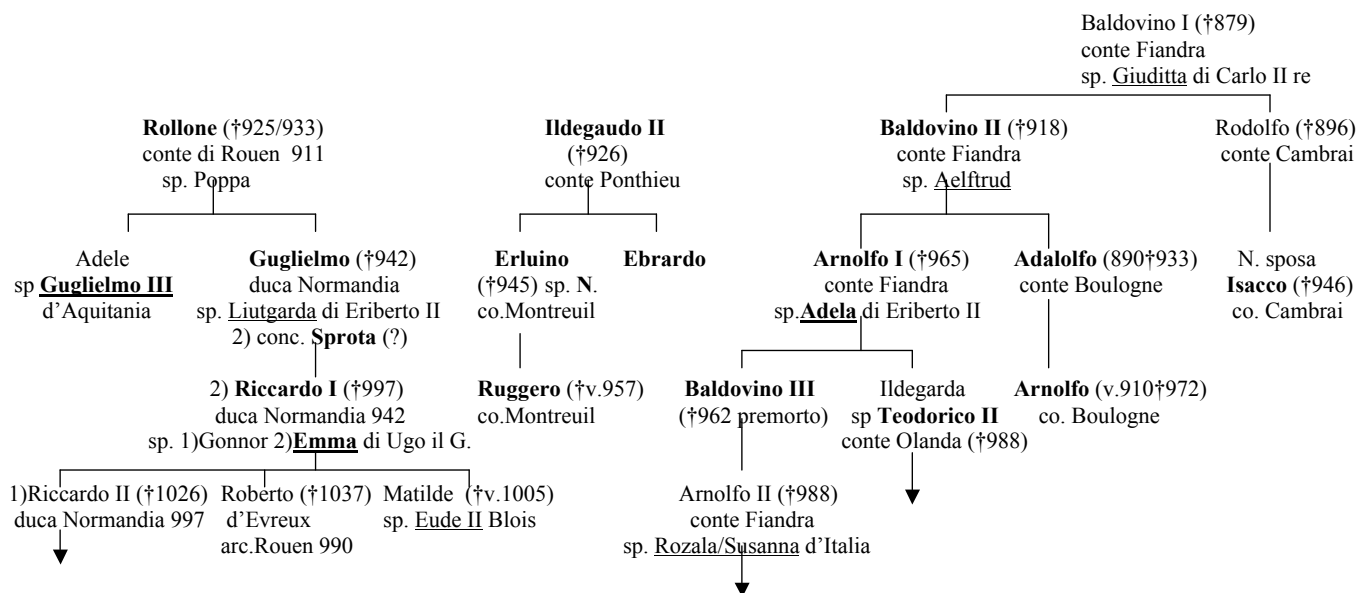 Baldovino I (†879)
conte Fiandra
sp. Giuditta di Carlo II re
Rollone (†925/933)
conte di Rouen 911
sp. Poppa
Ildegaudo II
(†926)
conte Ponthieu
Baldovino II (†918)
conte Fiandra
sp. Aelftrud
Rodolfo (†896)
conte Cambrai
Adele
sp Guglielmo III
d’Aquitania
Guglielmo (†942)
duca Normandia
sp. Liutgarda di Eriberto II
2) conc. Sprota (?)
Erluino
(†945) sp. N.
co.Montreuil
Ebrardo
Arnolfo I (†965)
conte Fiandra
sp.Adela di Eriberto II
Adalolfo (890†933)
conte Boulogne
N. sposa
Isacco (†946)
co. Cambrai
2) Riccardo I (†997)
duca Normandia 942
sp. 1)Gonnor 2)Emma di Ugo il G.
Ruggero (†v.957)
co.Montreuil
Baldovino III
(†962 premorto)
Ildegarda
sp Teodorico II
conte Olanda (†988)
Arnolfo (v.910†972)
co. Boulogne
1)Riccardo II (†1026)
duca Normandia 997
Roberto (†1037)
d’Evreux
arc.Rouen 990
Matilde (†v.1005)
sp. Eude II Blois
Arnolfo II (†988)
conte Fiandra
sp. Rozala/Susanna d’Italia